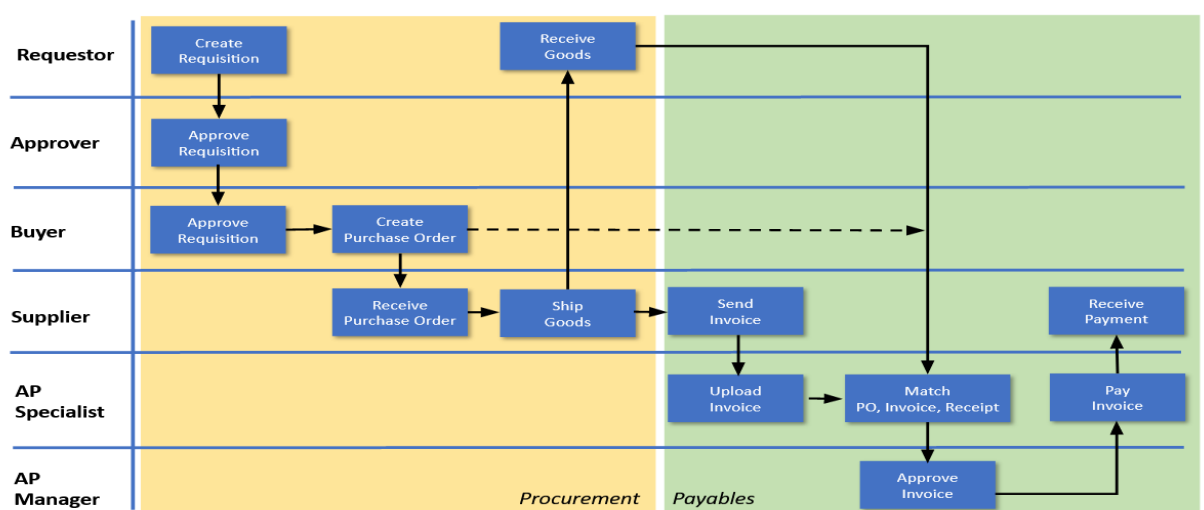 Requestor
Create
Requisition
Receive
Goods
Approver
Approve
Requisition
Buyer
Approve
Requisition
Create
Purchase Order
Supplier
Receive
Purchase Order
Ship
Goods
Send
Invoice
Receive
Payment
AP
Specialist
Upload
Invoice
Match
PO, Invoice, Receipt
Pay
Invoice
AP
Manager
Approve
Invoice
Procurement
Payables